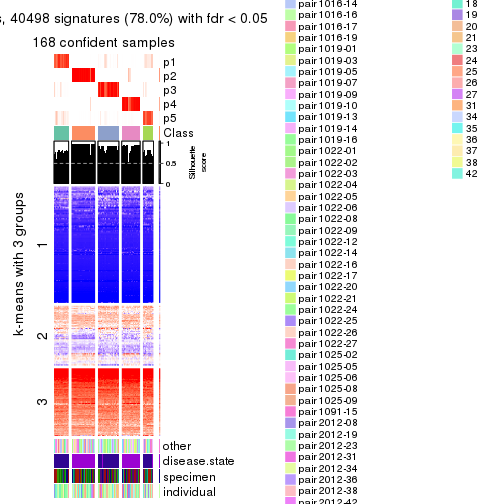 s, 40498 signatures (78.0%) with fdr < 0.05
168 confident samples
p1
p2
p3
p4
p5
Class
1
0.5
0
Silhouette
score
k-means with 3 groups
1
2
3
other
disease.state
specimen
individual
pair1016-14
pair1016-16
pair1016-17
pair1016-19
pair1019-01
pair1019-03
pair1019-05
pair1019-07
pair1019-09
pair1019-10
pair1019-13
pair1019-14
pair1019-16
pair1022-01
pair1022-02
pair1022-03
pair1022-04
pair1022-05
pair1022-06
pair1022-08
pair1022-09
pair1022-12
pair1022-14
pair1022-16
pair1022-17
pair1022-20
pair1022-21
pair1022-24
pair1022-25
pair1022-26
pair1022-27
pair1025-02
pair1025-05
pair1025-06
pair1025-08
pair1025-09
pair1091-15
pair2012-08
pair2012-19
pair2012-23
pair2012-31
pair2012-34
pair2012-36
pair2012-38
pair2012-42
18
19
20
21
23
24
25
26
27
31
34
35
36
37
38
42